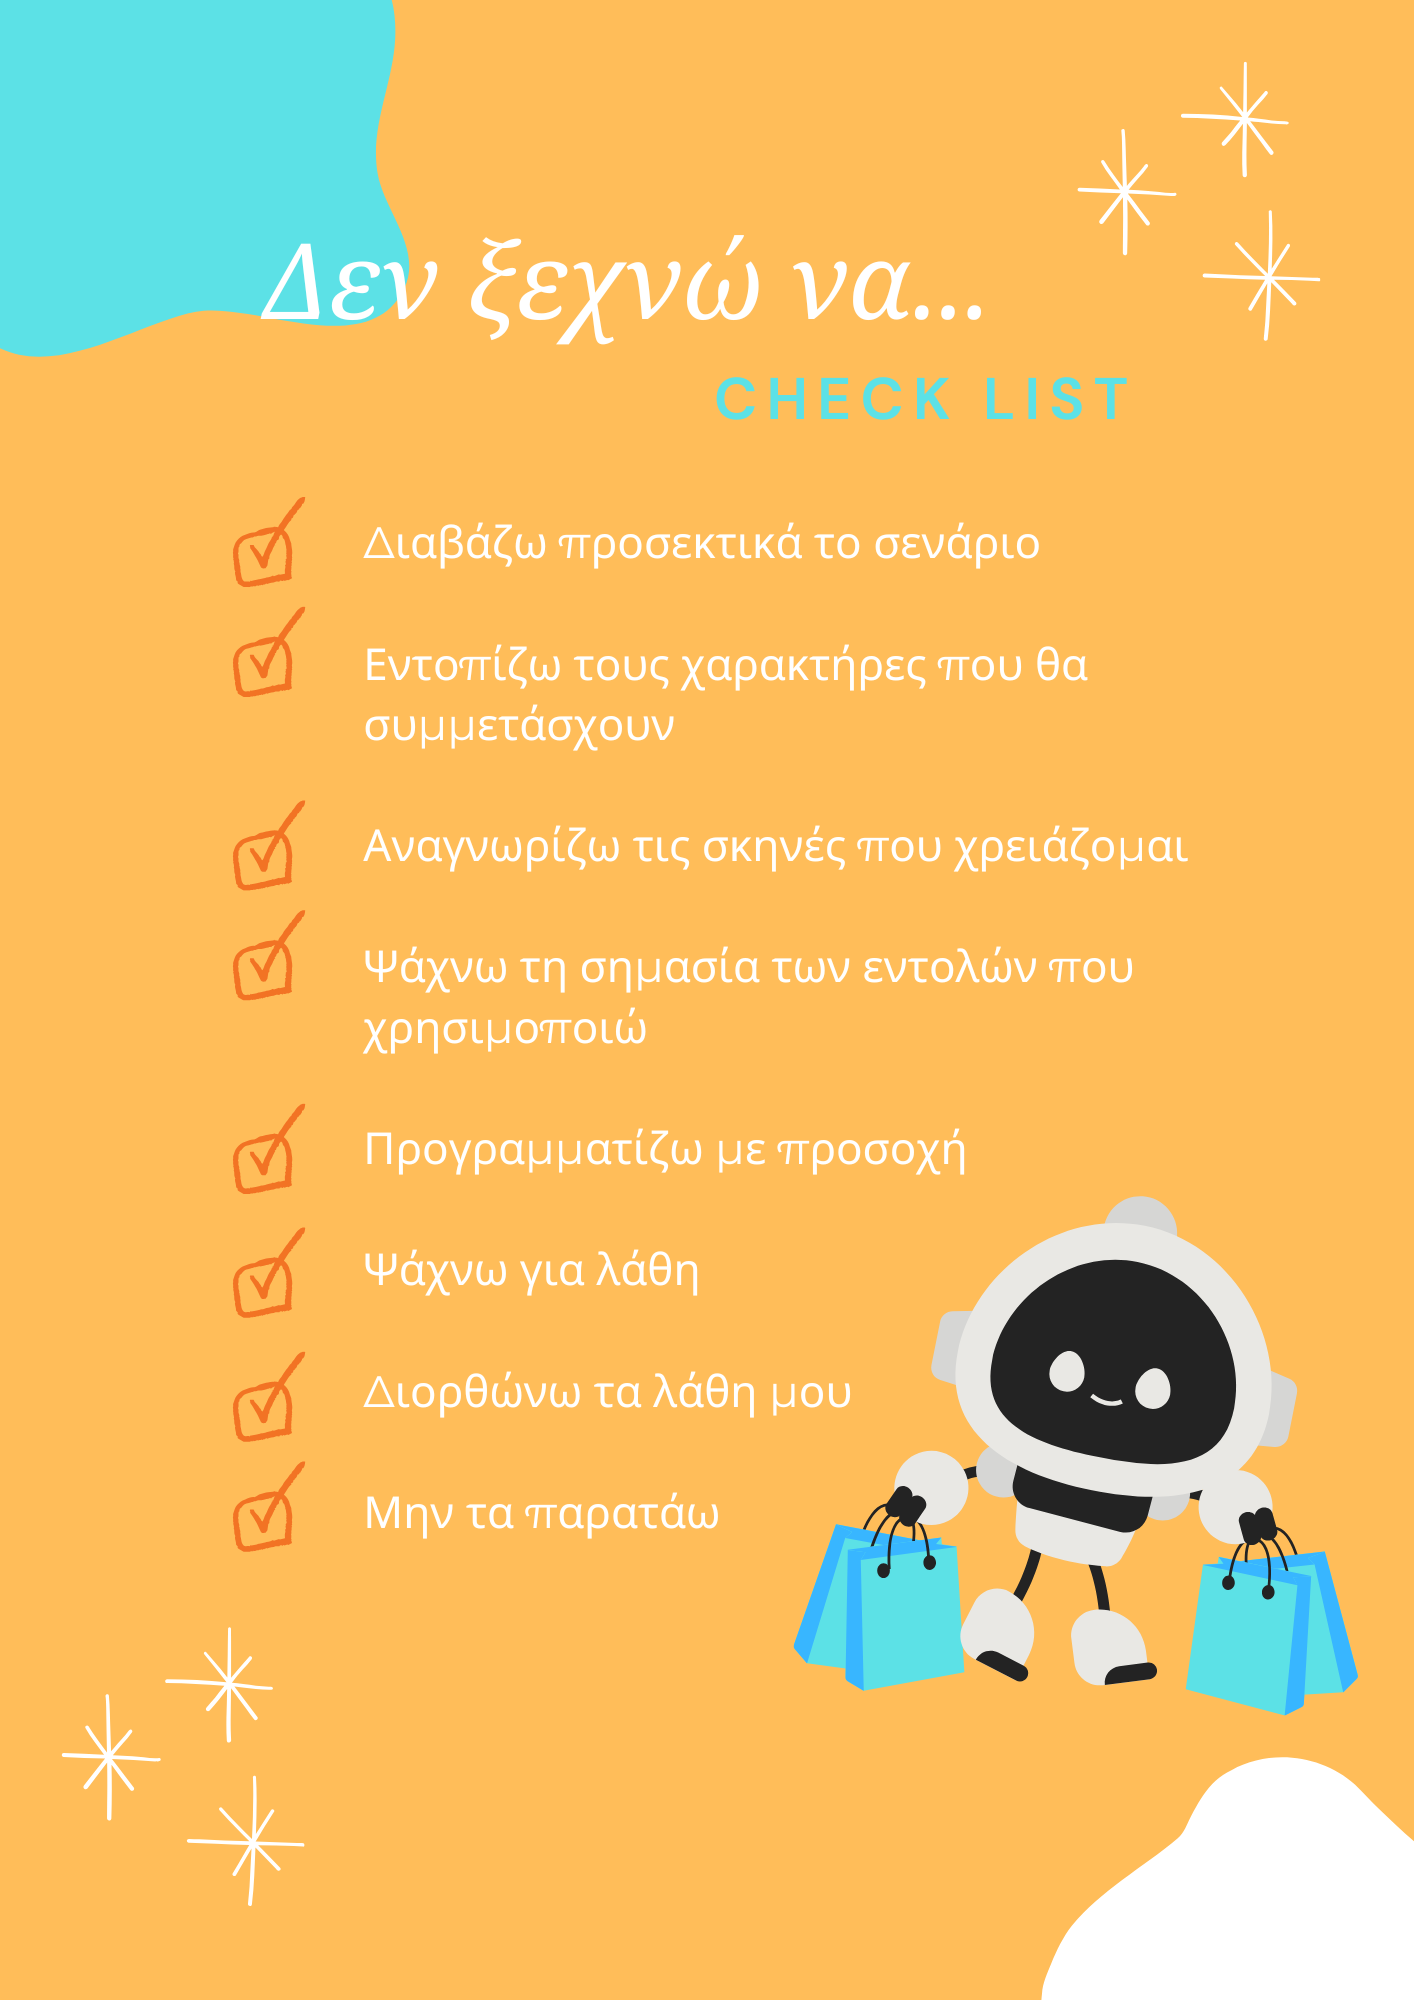 Δεν ξεχνώ να...
CHECK LIST
Διαβάζω προσεκτικά το σενάριο
Εντοπίζω τους χαρακτήρες που θα
συμμετάσχουν
Αναγνωρίζω τις σκηνές που χρειάζομαι
Ψάχνω τη σημασία των εντολών που
χρησιμοποιώ
Προγραμματίζω με προσοχή
Ψάχνω για λάθη
Διορθώνω τα λάθη μου
Μην τα παρατάω